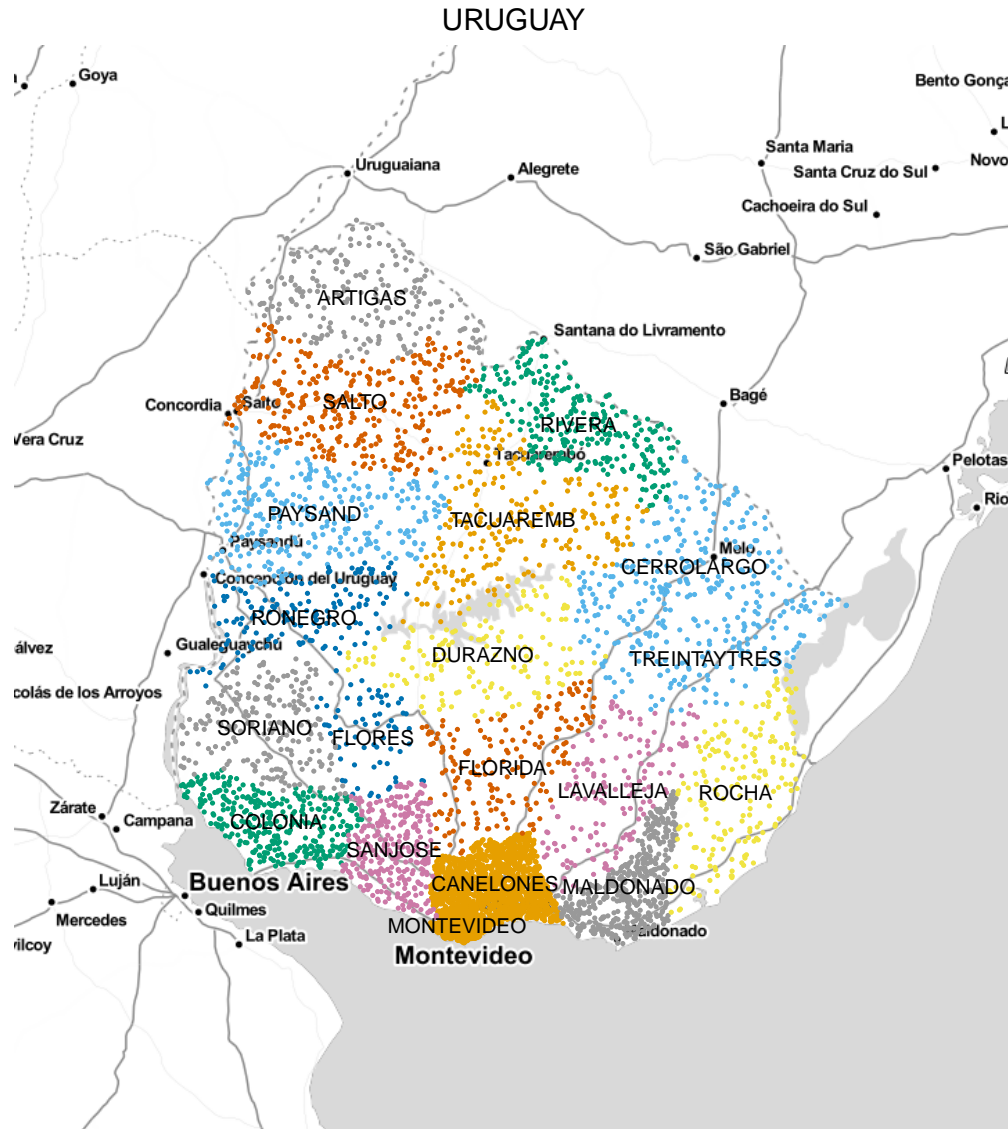 URUGUAY
Goya
Bento Gonça
Santa Maria
Novo
Uruguaiana
Alegrete
Santa Cruz do Sul
Cachoeira do Sul
São Gabriel
ARTIGAS
Santana do Livramento
Bagé
Concordia
Salto
SALTO
RIVERA
Vera Cruz
Tacuarembó
Pelotas
Rio
PAYSAND
TACUAREMB
Paysandú
Melo
CERROLARGO
Concepción del Uruguay
RONEGRO
Gualeguaychú
álvez
DURAZNO
TREINTAYTRES
colás de los Arroyos
SORIANO
FLORES
FLORIDA
LAVALLEJA
ROCHA
Zárate
Campana
COLONIA
SANJOSE
Luján
Buenos Aires
CANELONES
MALDONADO
Mercedes
Quilmes
MONTEVIDEO
La Plata
aldonado
vilcoy
Montevideo